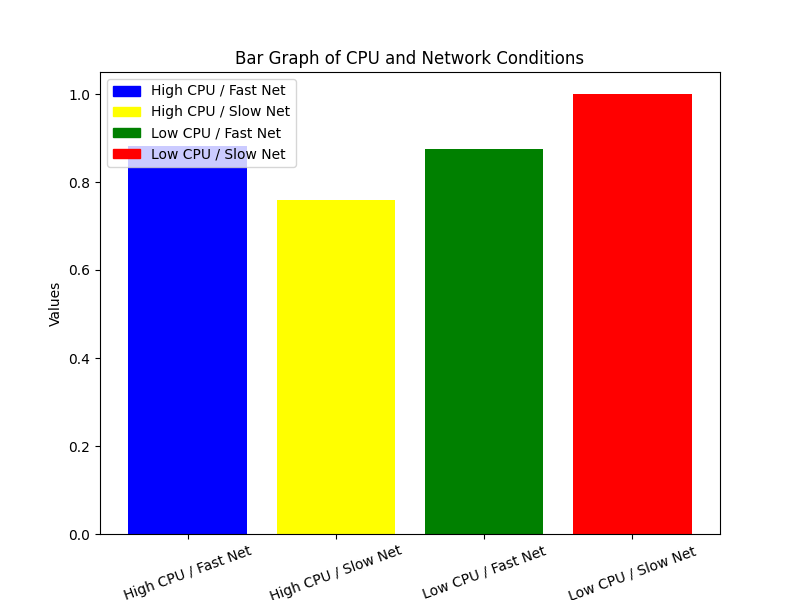 Bar Graph of CPU and Network Conditions
High CPU / Fast Net
High CPU / Slow Net
Low CPU / Fast Net
Low CPU / Slow Net
Values
1.0
0.8
0.6
0.4
0.2
0.0
High CPU / Fast Net
High CPU / Slow Net
Low CPU / Fast Net
Low CPU / Slow Net